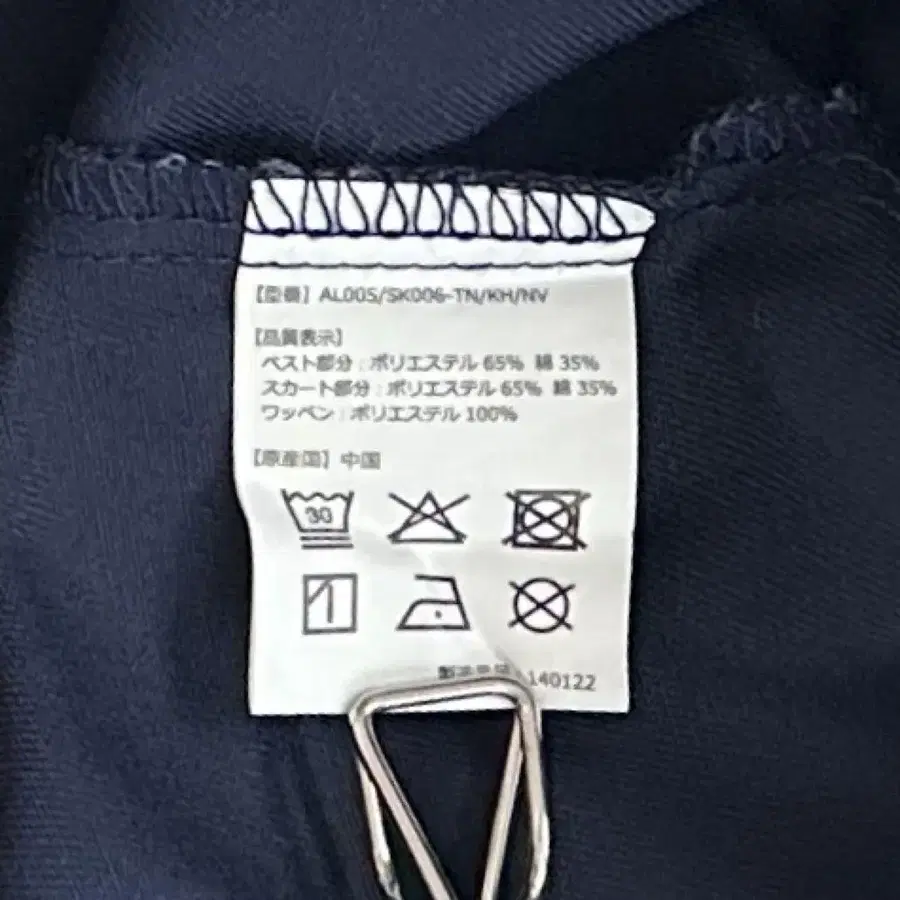 【型番】AL005/SK006-TN/KH/NV
【品質表示】
ベスト部分：ポリエステル 65% 綿 35%
スカート部分：ポリエステル 65% 綿 35%
ワッペン：ポリエステル 100%
【原産国】中国
30
140122